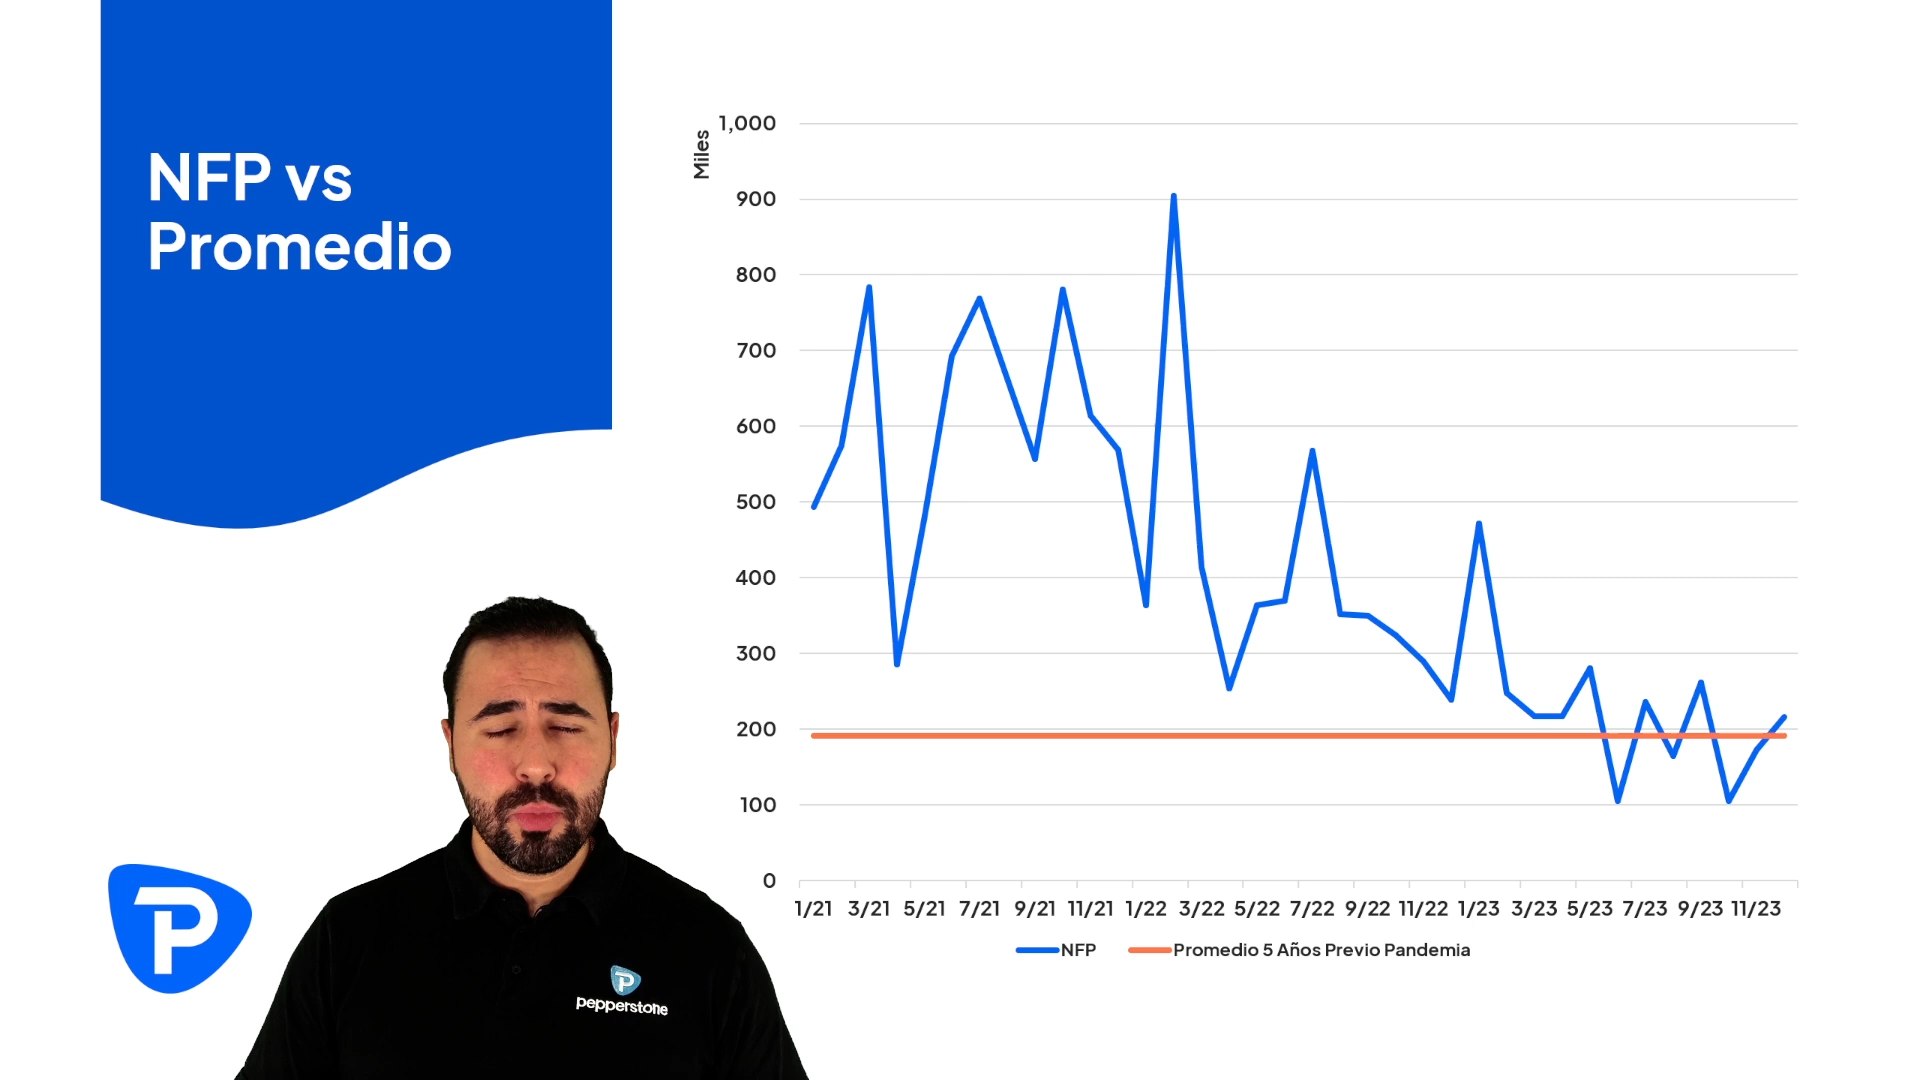 NFP vs
Promedio
Miles
1,000
900
800
700
600
500
400
300
200
100
0
1/21 3/21 5/21 7/21 9/21 11/21 1/22 3/22 5/22 7/22 9/22 11/22 1/23 3/23 5/23 7/23 9/23 11/23
NFP Promedio 5 Años Previo Pandemia
pepperstone